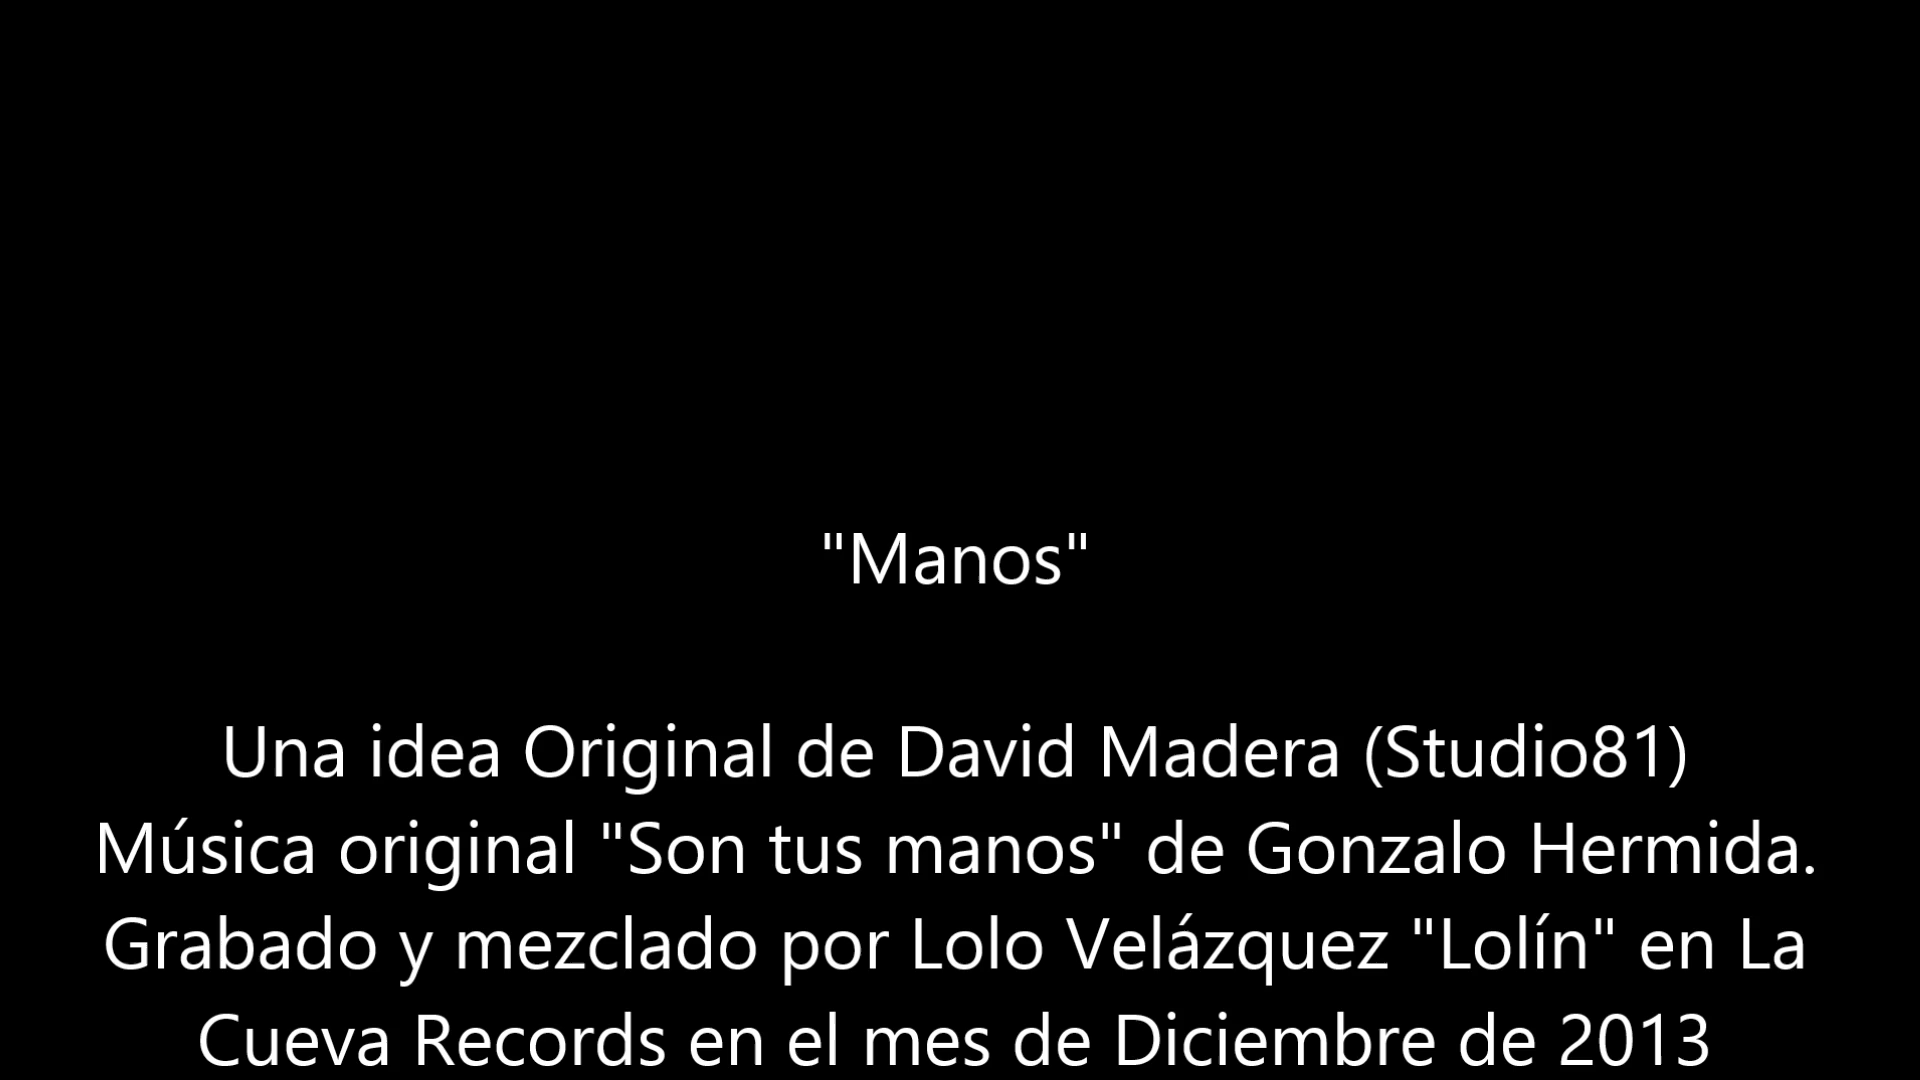 "Manos"
Una idea Original de David Madera (Studio81)
Música original "Son tus manos" de Gonzalo Hermida.
Grabado y mezclado por Lolo Velázquez "Lolín" en La
Cueva Records en el mes de Diciembre de 2013